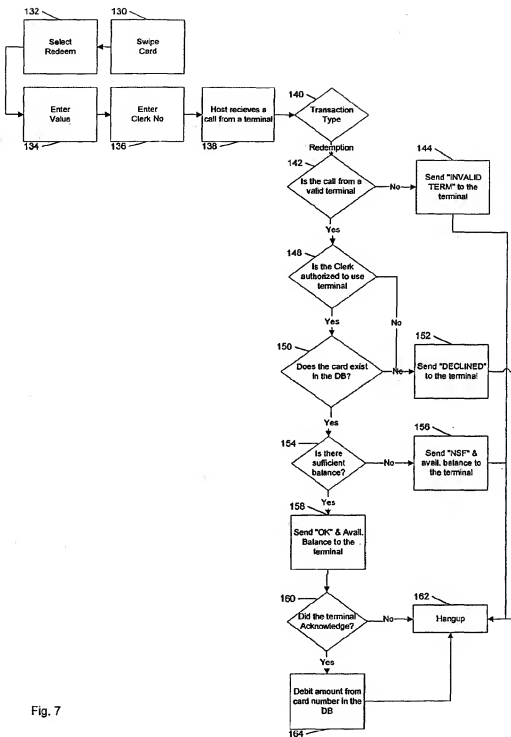 132
130
Select
Redeem
Swipe
Card
Enter
Value
Enter
Clerk No
Host recieves a
call from a terminal
140
Transaction
Type
134
136
138
Redemption
142
144
Is the call from a
valid terminal
No
Send "INVALID
TERM" to the
terminal
Yes
148
Is the Clerk
authorized to use
terminal
Yes
No
150
152
Does the card exist
in the DB?
No
Send "DECLINED"
to the terminal
Yes
154
156
Is there
sufficient
balance?
No
Send "NSF" &
avail. balance to
the terminal
Yes
158
Send "OK" & Avail.
Balance to the
terminal
160
162
Did the terminal
Acknowledge?
No
Hangup
Yes
Debit amount from
card number in the
DB
164
Fig. 7